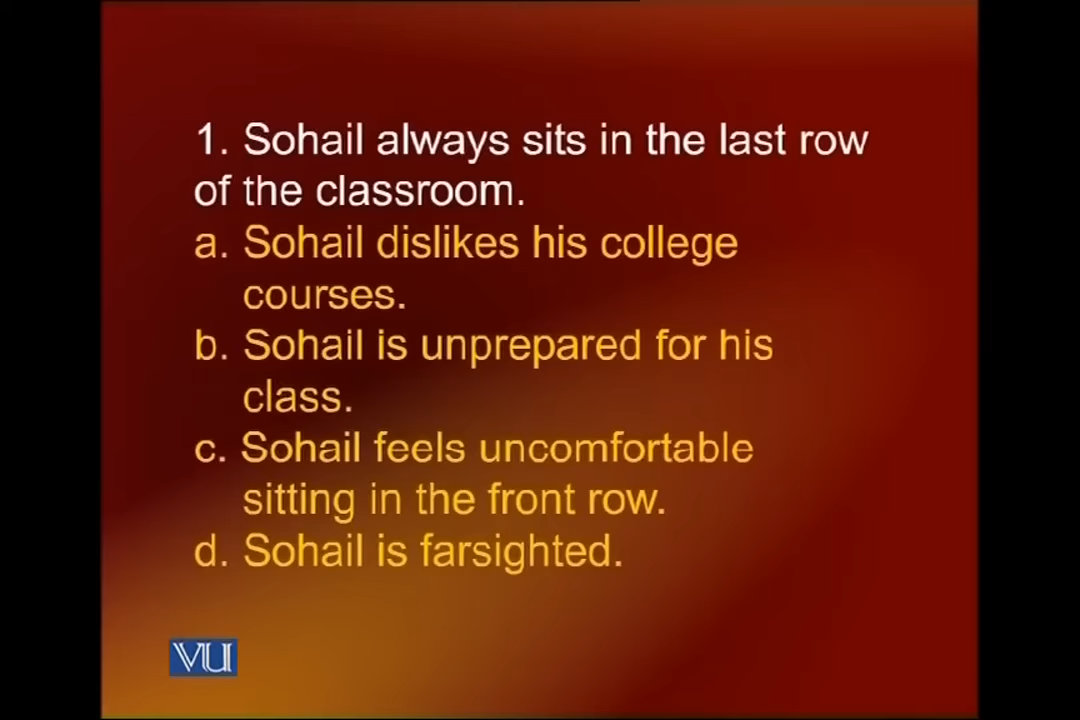 1. Sohail always sits in the last row
of the classroom.
a. Sohail dislikes his college
courses.
b. Sohail is unprepared for his
class.
c. Sohail feels uncomfortable
sitting in the front row.
d. Sohail is farsighted.
VU